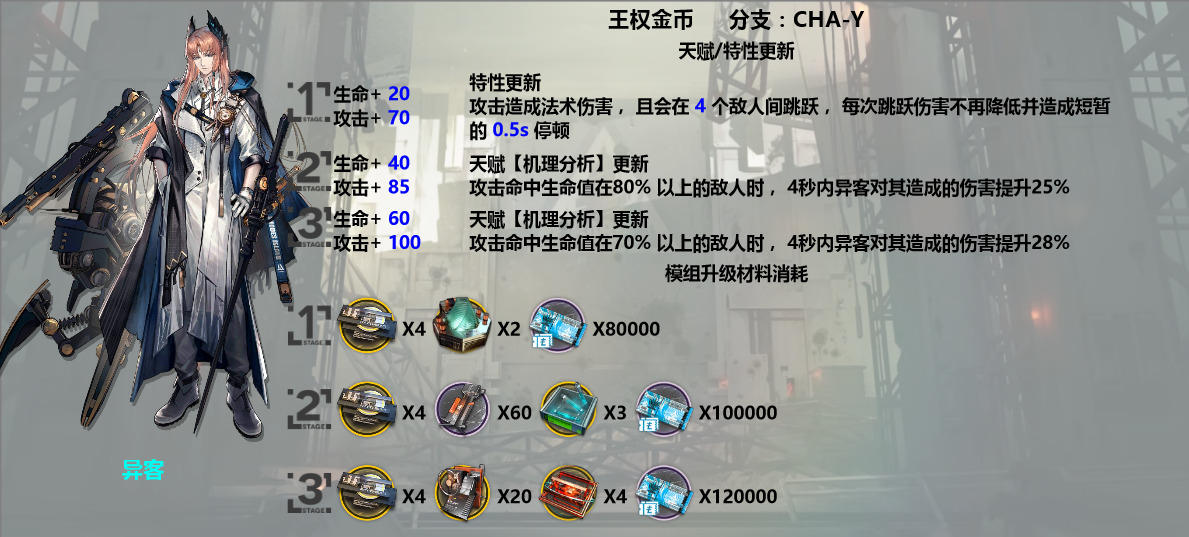 王权金币 分支：CHA-Y
天赋/特性更新
1 STAGE.
生命+ 20
攻击+ 70
特性更新
攻击造成法术伤害， 且会在 4 个敌人间跳跃， 每次跳跃伤害不再降低并造成短暂
的 0.5s 停顿
2 STAGE.
生命+ 40
攻击+ 85
天赋【机理分析】更新
攻击命中生命值在80% 以上的敌人时， 4秒内异客对其造成的伤害提升25%
3 STAGE.
生命+ 60
攻击+ 100
天赋【机理分析】更新
攻击命中生命值在70% 以上的敌人时， 4秒内异客对其造成的伤害提升28%
模组升级材料消耗
1 STAGE. X4 X2 X80000
2 STAGE. X4 X60 X3 X100000
异客
3 STAGE. X4 X20 X4 X120000